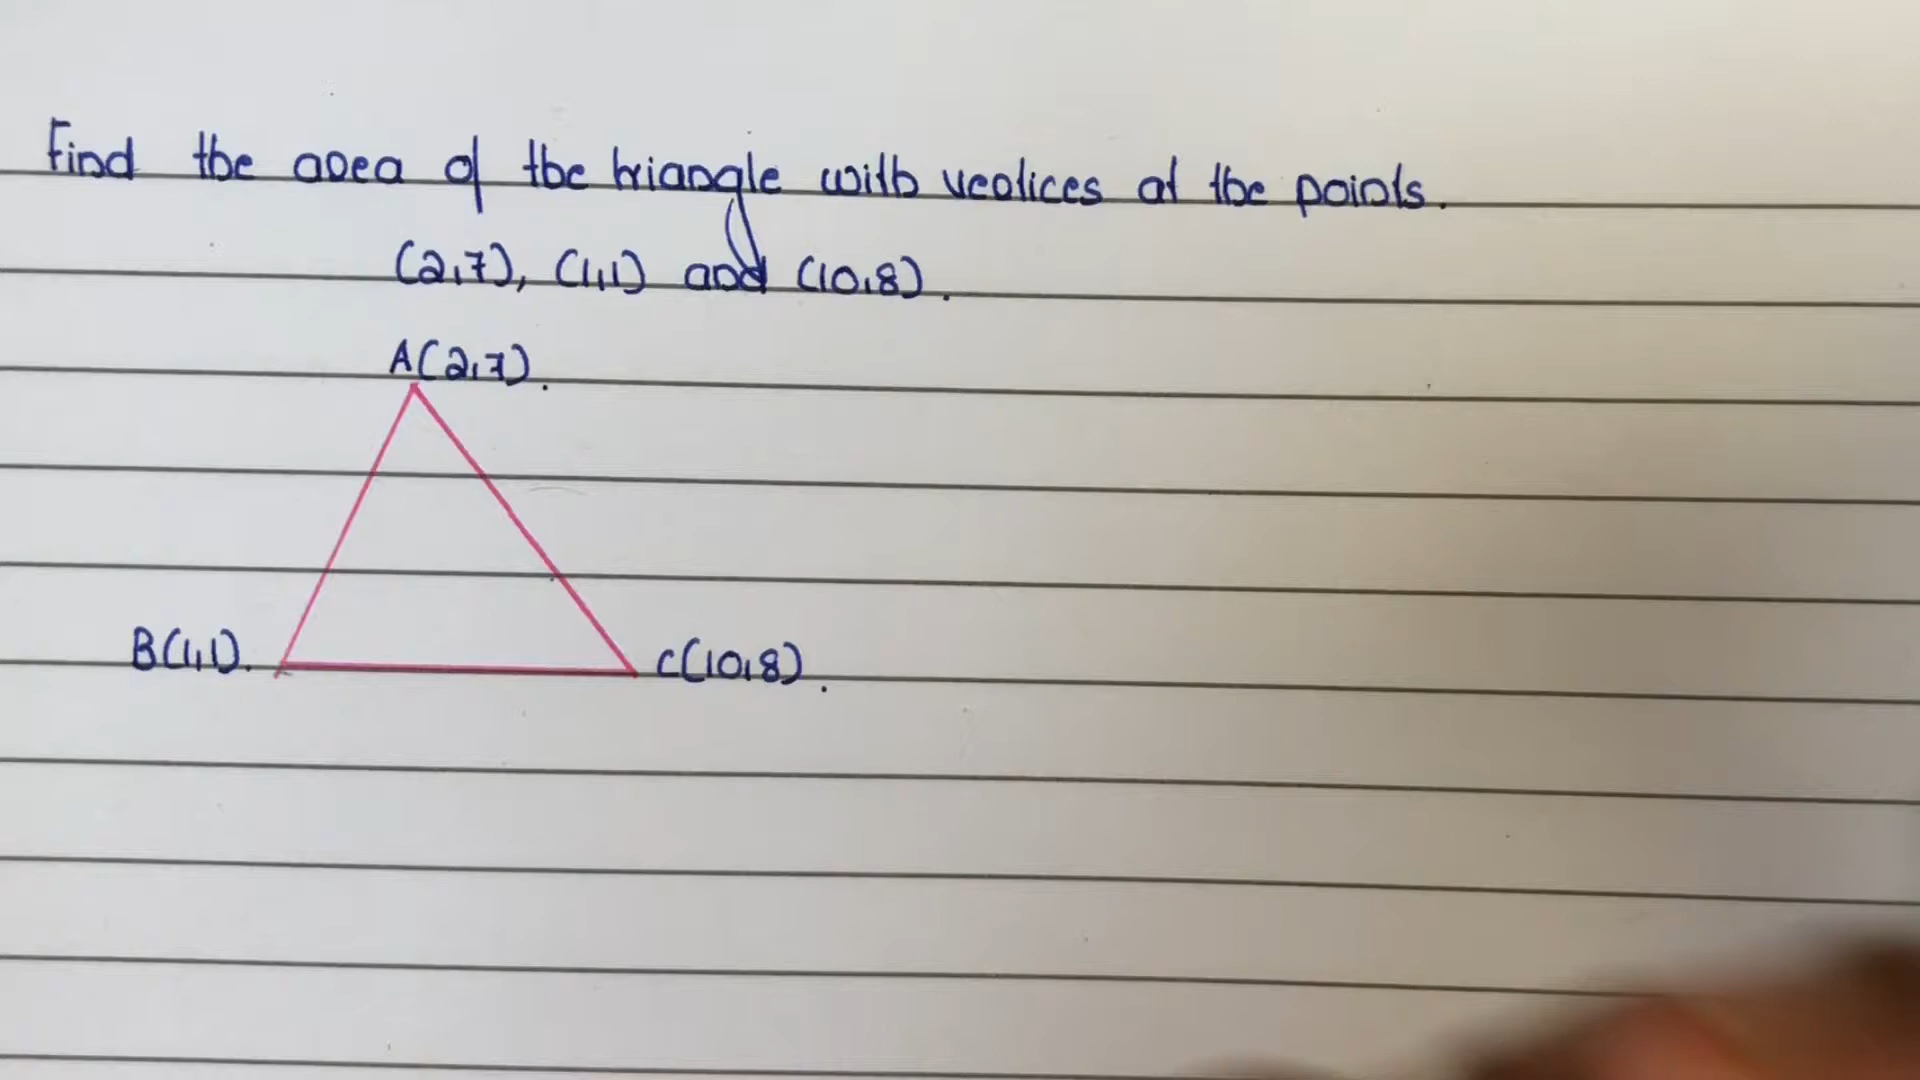 Find the area of the triangle with vertices at the points.
(2,7), (1,1) and (10,8).
A(2,7).
B(1,1). C(10,8).